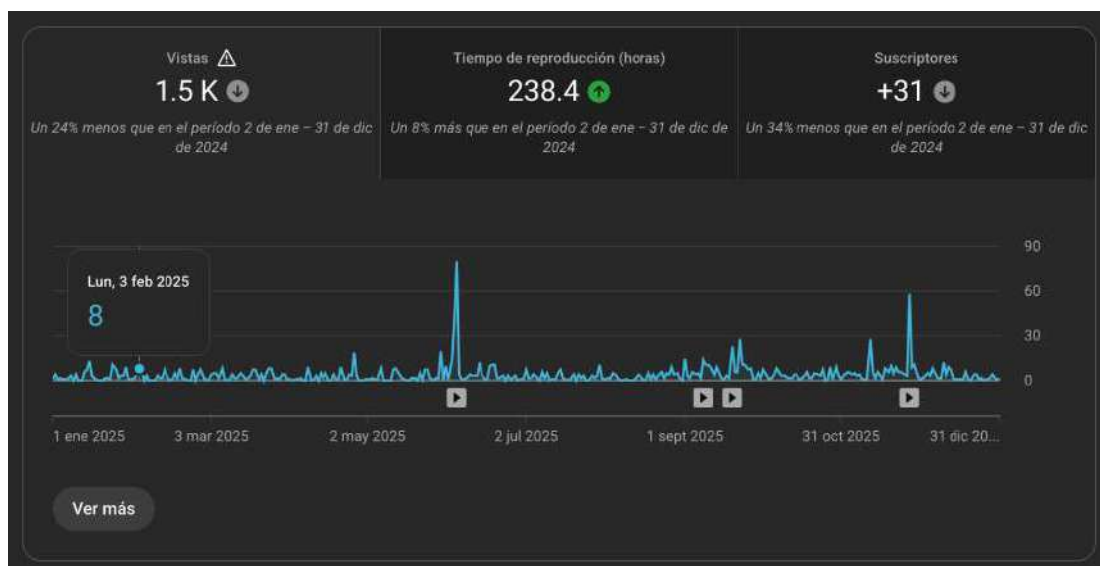 Vistas
1.5 K
Un 24% menos que en el período 2 de ene – 31 de dic
de 2024
Tiempo de reproducción (horas)
238.4
Un 8% más que en el período 2 de ene – 31 de dic de
2024
Suscriptores
+31
Un 34% menos que en el período 2 de ene – 31 de dic
de 2024
90
60
30
0
Lun, 3 feb 2025
8
1 ene 2025
3 mar 2025
2 may 2025
2 jul 2025
1 sept 2025
31 oct 2025
31 dic 20...
Ver más